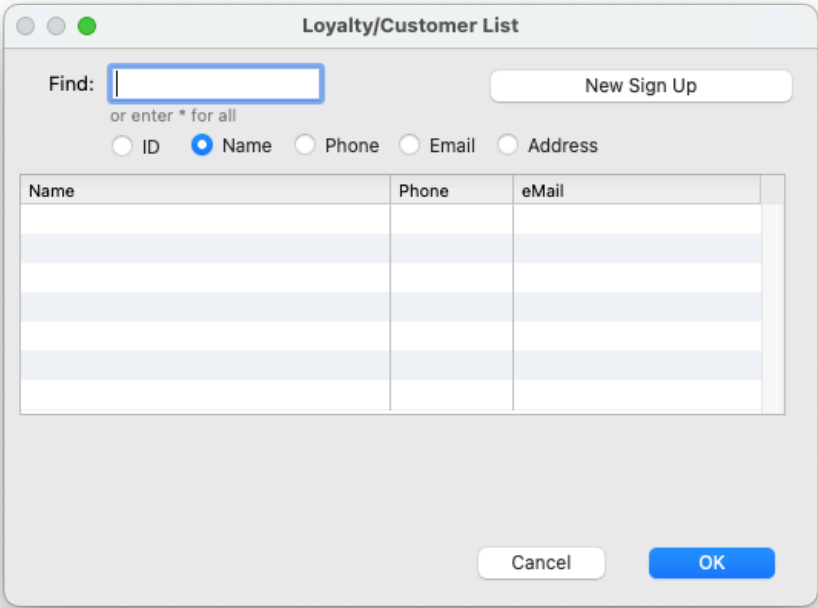 Loyalty/Customer List
Find:
New Sign Up
or enter * for all
ID Name Phone Email Address
Name Phone eMail
Cancel OK